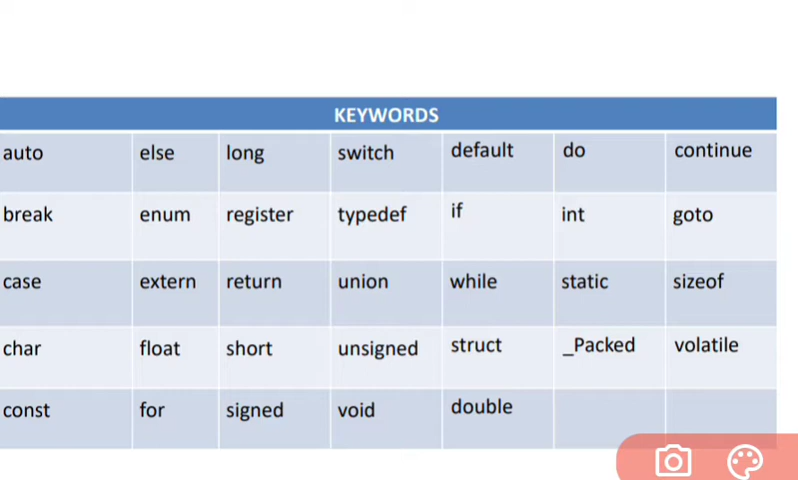 KEYWORDS
auto else long switch default do continue
break enum register typedef if int goto
case extern return union while static sizeof
char float short unsigned struct _Packed volatile
const for signed void double